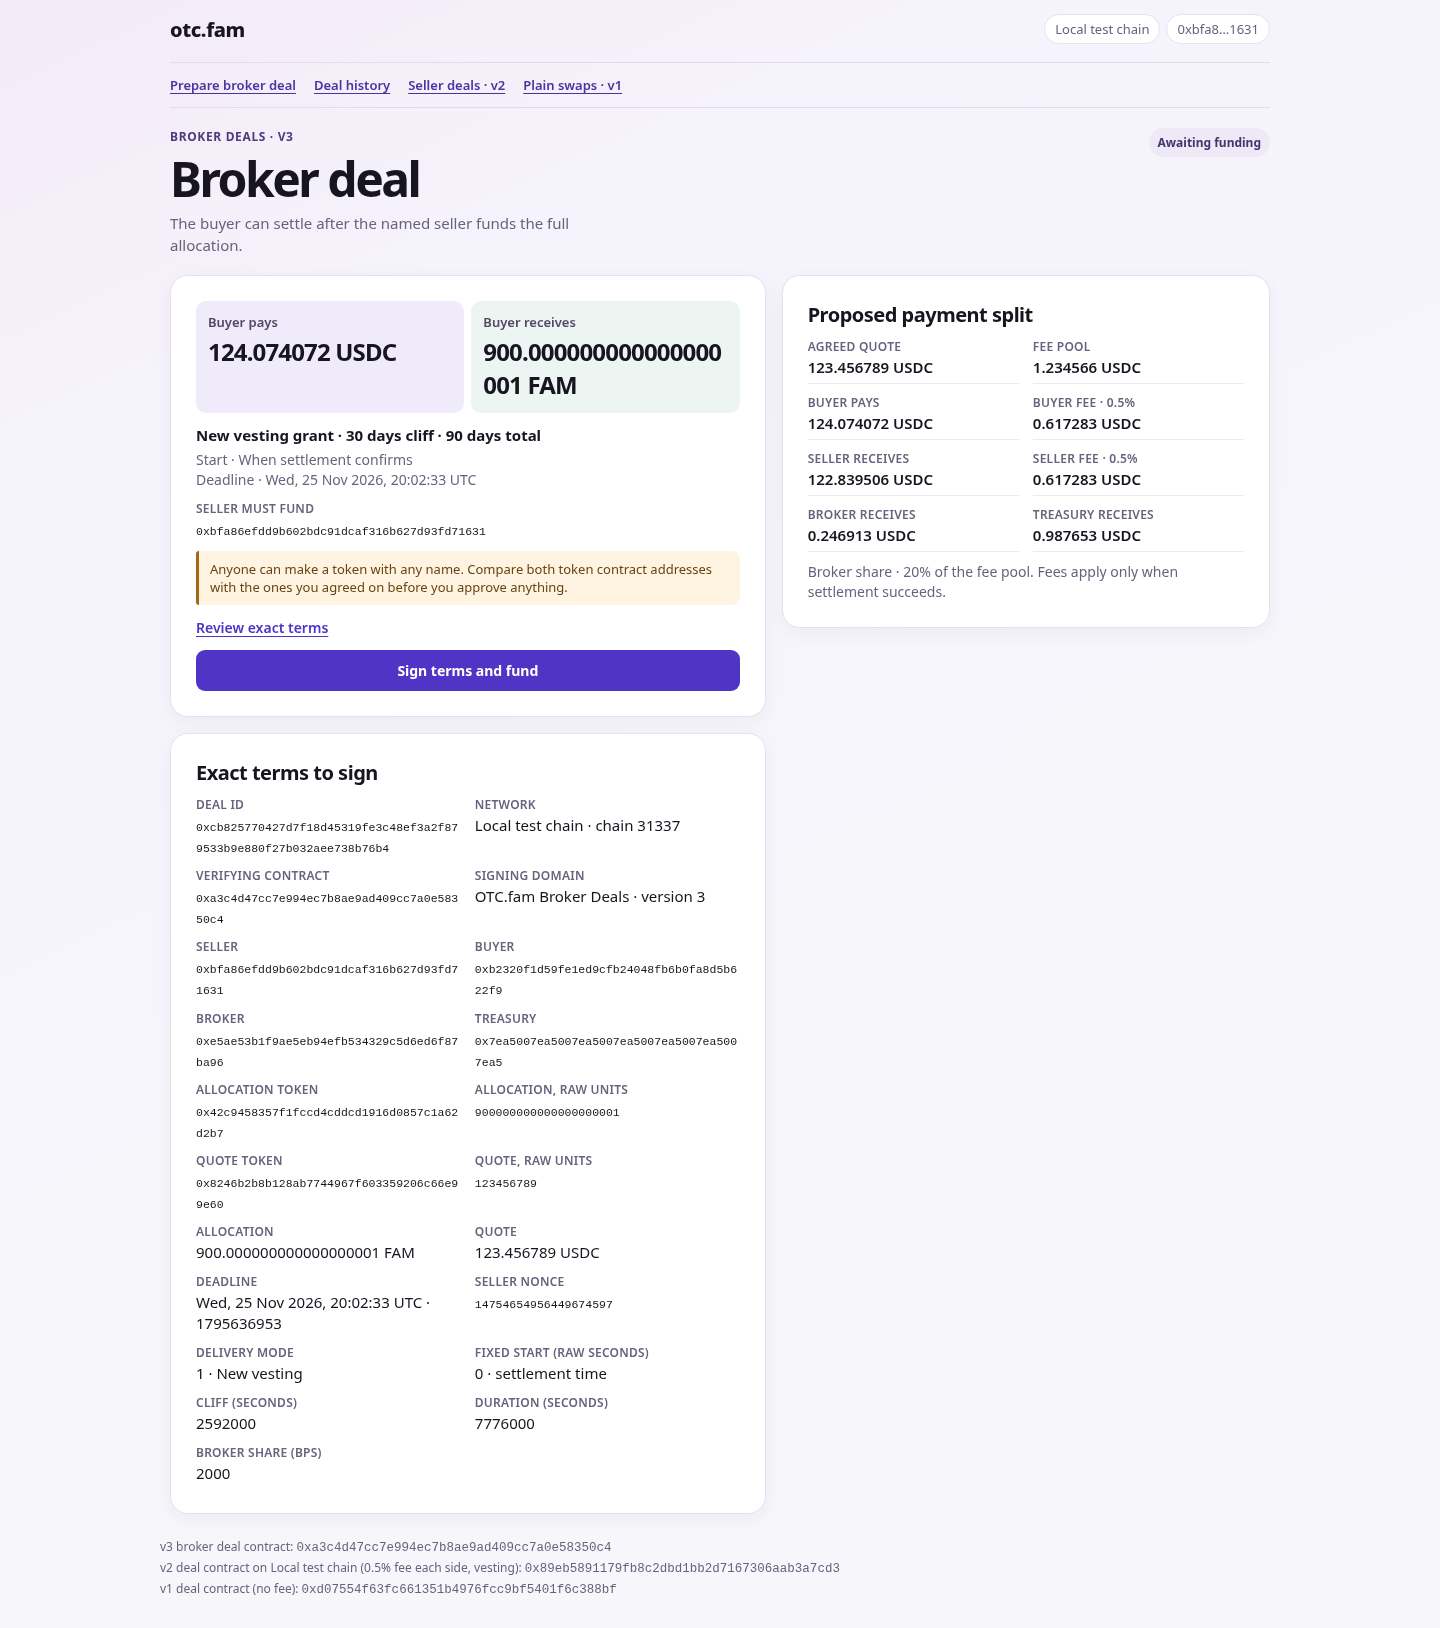 otc.fam
Local test chain
0xbfa8…1631
Prepare broker deal
Deal history
Seller deals · v2
Plain swaps · v1
BROKER DEALS · V3
Awaiting funding
Broker deal
The buyer can settle after the named seller funds the full
allocation.
Buyer pays
124.074072 USDC
Buyer receives
900.000000000000000
001 FAM
New vesting grant · 30 days cliff · 90 days total
Start · When settlement confirms
Deadline · Wed, 25 Nov 2026, 20:02:33 UTC
SELLER MUST FUND
0xbfa86efdd9b602bdc91dcaf316b627d93fd71631
Anyone can make a token with any name. Compare both token contract addresses
with the ones you agreed on before you approve anything.
Review exact terms
Sign terms and fund
Proposed payment split
AGREED QUOTE
123.456789 USDC
FEE POOL
1.234566 USDC
BUYER PAYS
124.074072 USDC
BUYER FEE · 0.5%
0.617283 USDC
SELLER RECEIVES
122.839506 USDC
SELLER FEE · 0.5%
0.617283 USDC
BROKER RECEIVES
0.246913 USDC
TREASURY RECEIVES
0.987653 USDC
Broker share · 20% of the fee pool. Fees apply only when
settlement succeeds.
Exact terms to sign
DEAL ID
0xcb825770427d7f18d45319fe3c48ef3a2f87
9533b9e880f27b032aee738b76b4
NETWORK
Local test chain · chain 31337
VERIFYING CONTRACT
0xa3c4d47cc7e994ec7b8ae9ad409cc7a0e583
50c4
SIGNING DOMAIN
OTC.fam Broker Deals · version 3
SELLER
0xbfa86efdd9b602bdc91dcaf316b627d93fd7
1631
BUYER
0xb2320f1d59fe1ed9cfb24048fb6b0fa8d5b6
22f9
BROKER
0xe5ae53b1f9ae5eb94efb534329c5d6ed6f87
ba96
TREASURY
0x7ea5007ea5007ea5007ea5007ea5007ea500
7ea5
ALLOCATION TOKEN
0x42c9458357f1fccd4cddcd1916d0857c1a62
d2b7
ALLOCATION, RAW UNITS
900000000000000000001
QUOTE TOKEN
0x8246b2b8b128ab7744967f603359206c66e9
9e60
QUOTE, RAW UNITS
123456789
ALLOCATION
900.000000000000000001 FAM
QUOTE
123.456789 USDC
DEADLINE
Wed, 25 Nov 2026, 20:02:33 UTC ·
1795636953
SELLER NONCE
14754654956449674597
DELIVERY MODE
1 · New vesting
FIXED START (RAW SECONDS)
0 · settlement time
CLIFF (SECONDS)
2592000
DURATION (SECONDS)
7776000
BROKER SHARE (BPS)
2000
v3 broker deal contract: 0xa3c4d47cc7e994ec7b8ae9ad409cc7a0e58350c4
v2 deal contract on Local test chain (0.5% fee each side, vesting): 0x89eb5891179fb8c2dbd1bb2d7167306aab3a7cd3
v1 deal contract (no fee): 0xd07554f63fc661351b4976fcc9bf5401f6c388bf